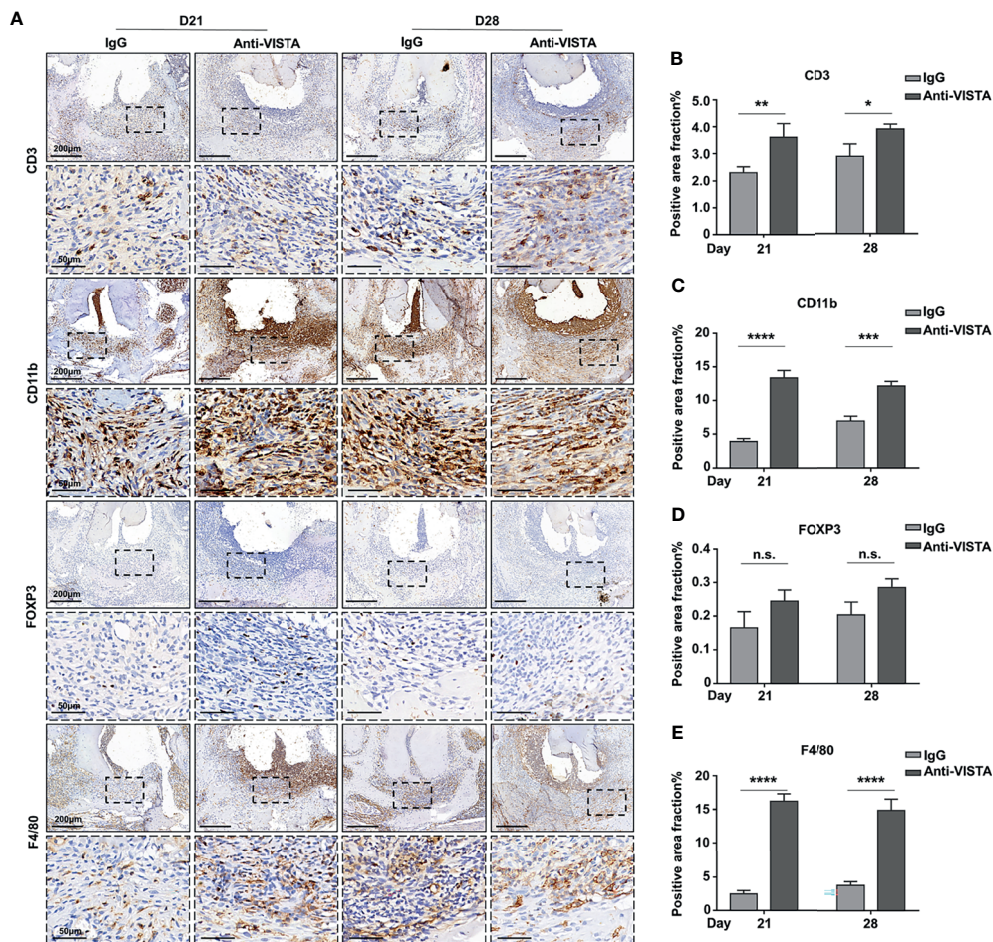 A
D21
D28
IgG
Anti-VISTA
IgG
Anti-VISTA
CD3
200μm
50μm
CD11b
200μm
50μm
FOXP3
200μm
50μm
F4/80
200μm
50μm
B
CD3
IgG
Anti-VISTA
Positive area fraction%
5.0
4.0
3.0
2.0
1.0
0
**
*
Day
21
28
C
CD11b
IgG
Anti-VISTA
Positive area fraction%
20
15
10
5
0
****
***
Day
21
28
D
FOXP3
IgG
Anti-VISTA
Positive area fraction%
0.4
0.3
0.2
0.1
0
n.s.
n.s.
Day
21
28
E
F4/80
IgG
Anti-VISTA
Positive area fraction%
20
15
10
5
0
****
****
Day
21
28